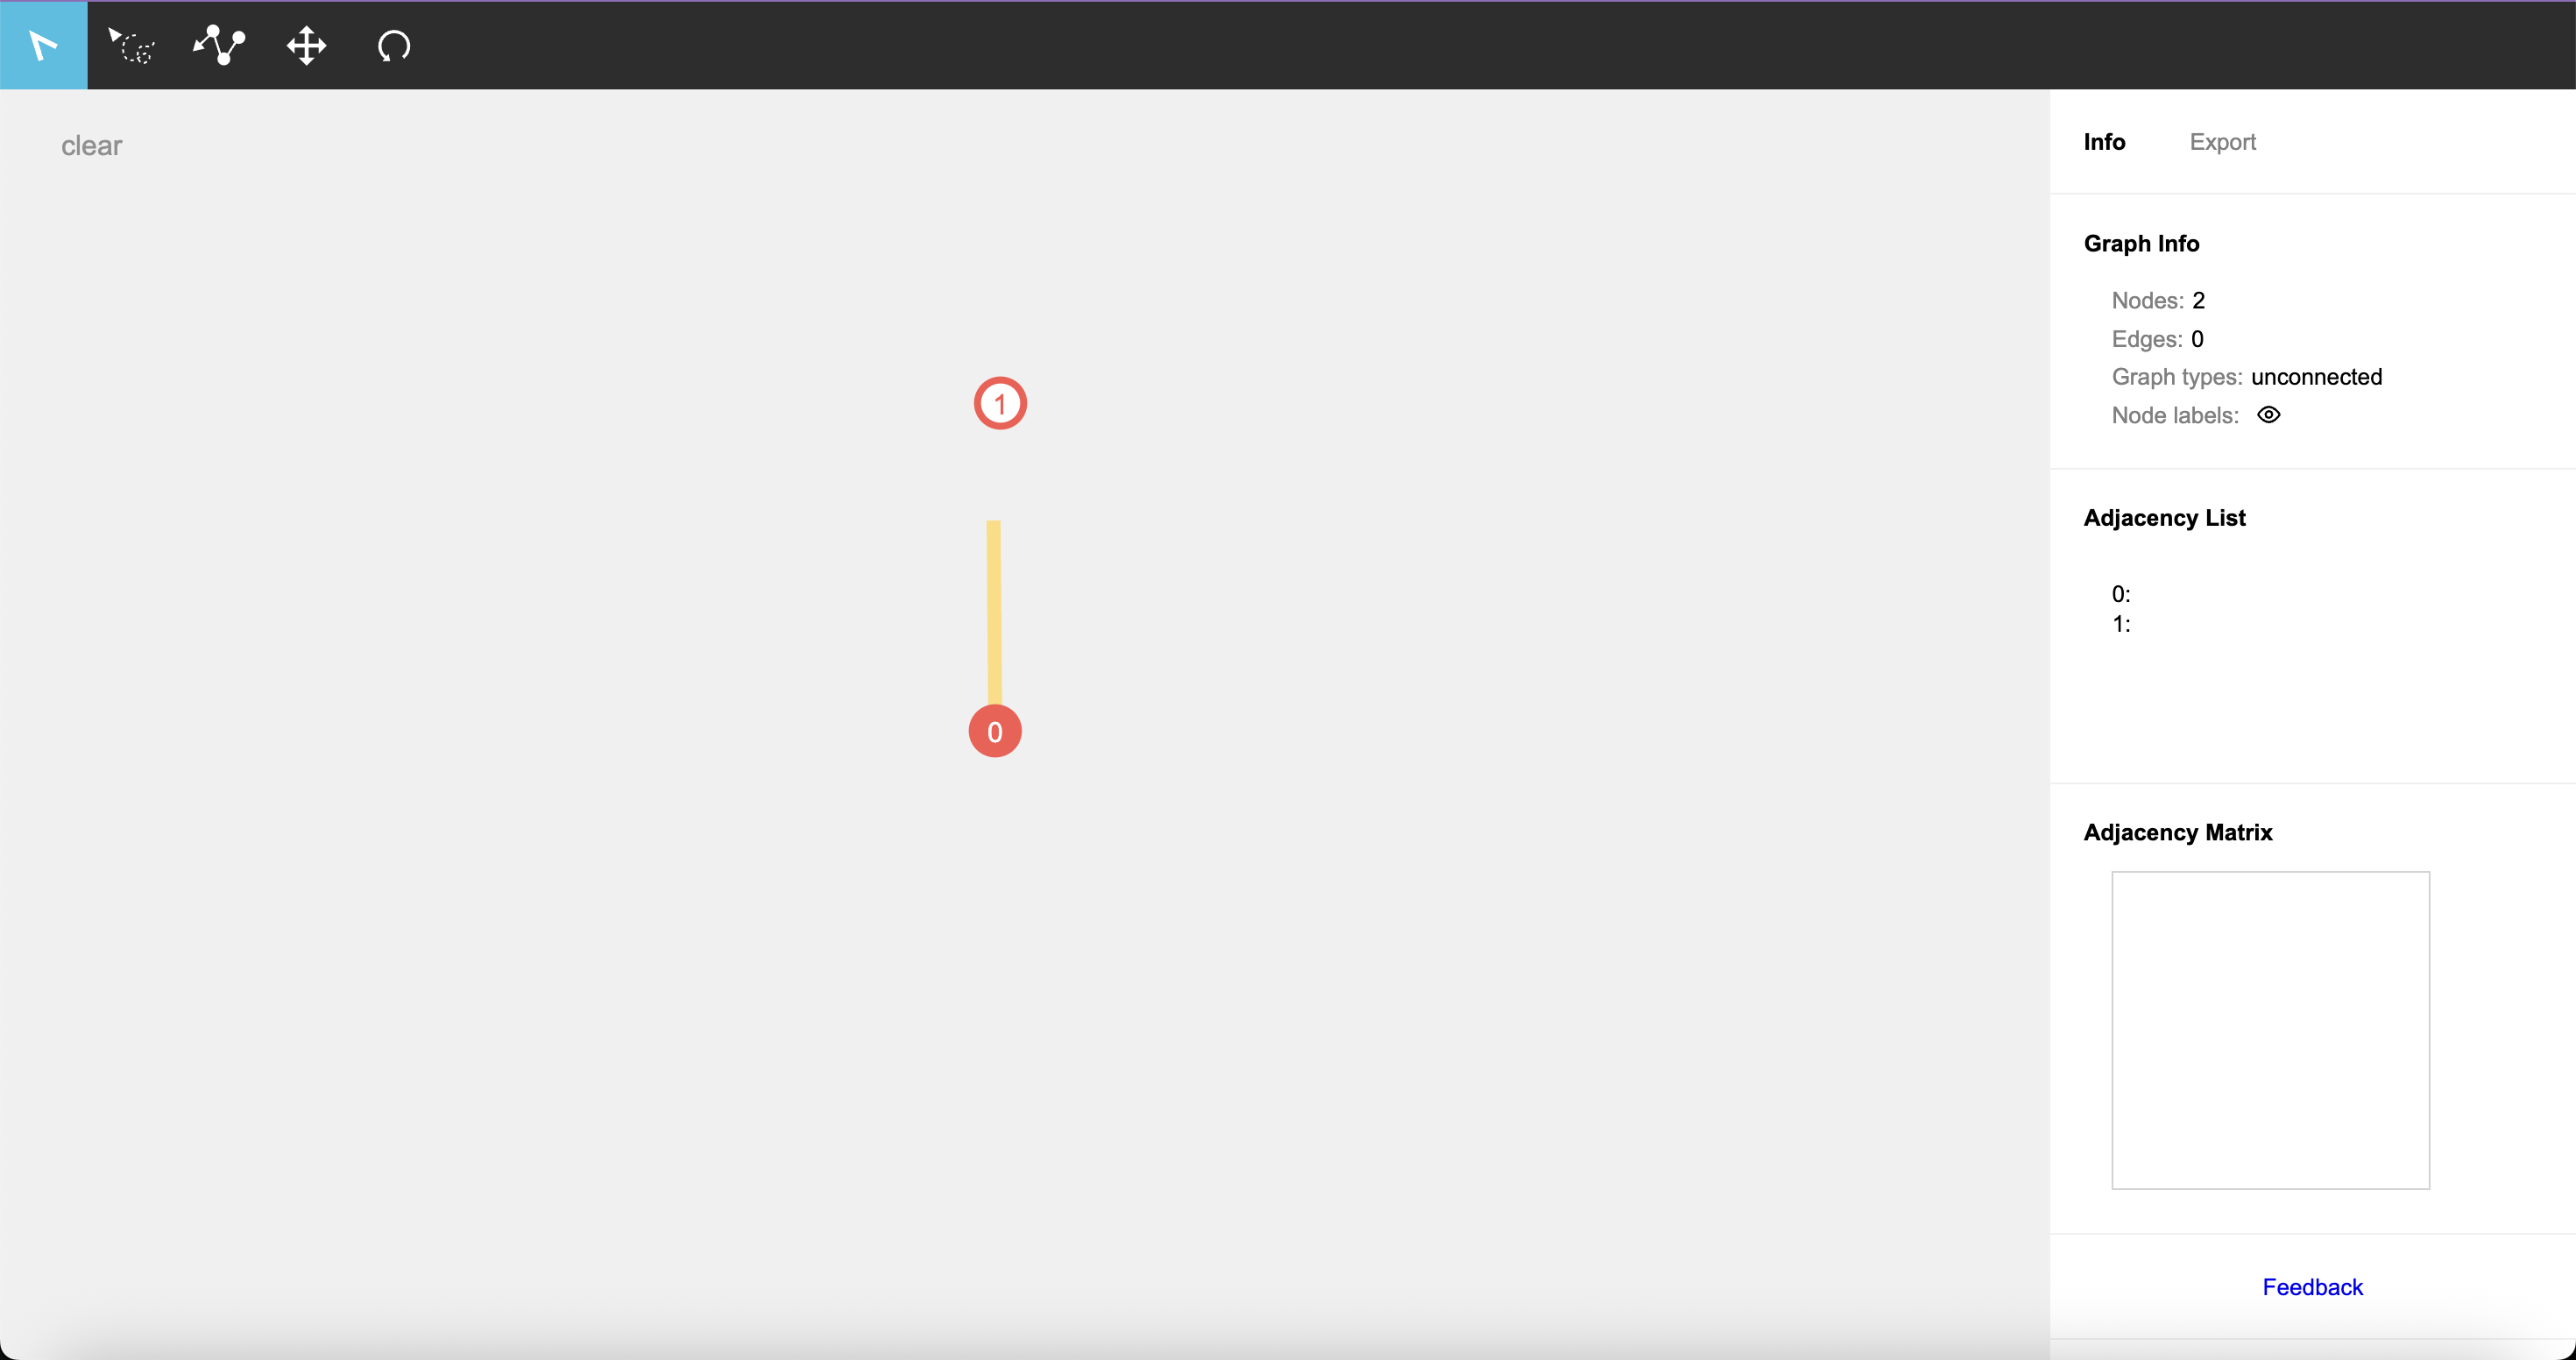 clear
1
0
Info Export
Graph Info
Nodes: 2
Edges: 0
Graph types: unconnected
Node labels:
Adjacency List
0:
1:
Adjacency Matrix
Feedback